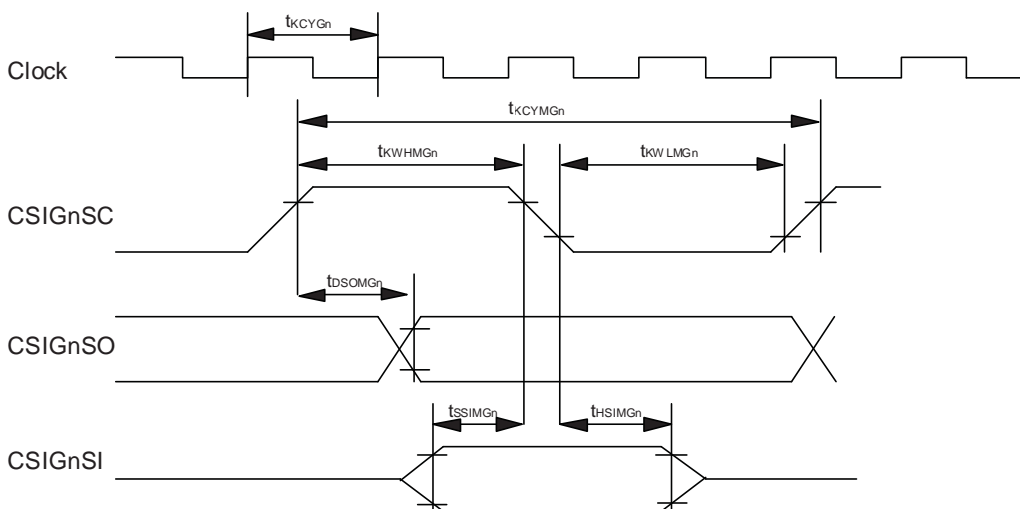 tKCYGn
Clock
tKCYMGn
tKWHMGn
tKWLMGn
CSIGnSC
tDSOMGn
CSIGnSO
tSSIMGn
tHSIMGn
CSIGnSI